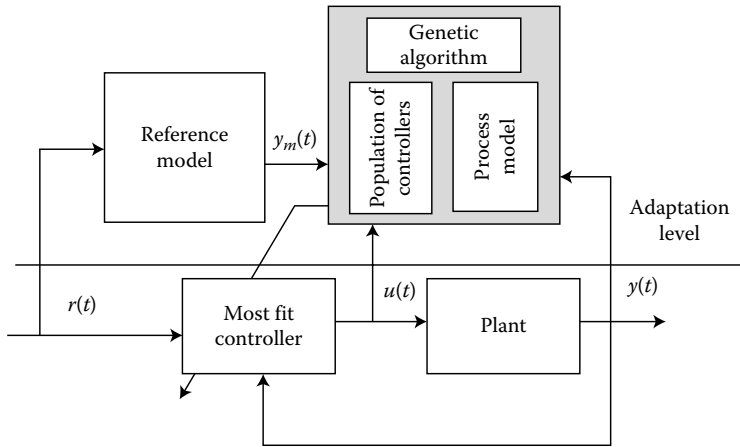 Genetic
algorithm
Population of
controllers
Process
model
Reference
model
y_m(t)
Adaptation
level
r(t)
Most fit
controller
u(t)
Plant
y(t)